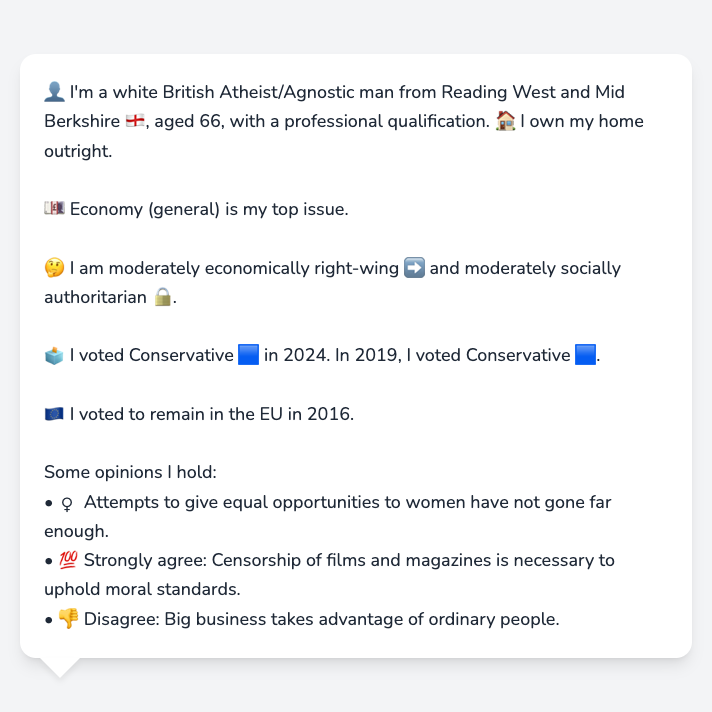 👤 I'm a white British Atheist/Agnostic man from Reading West and Mid
Berkshire 🏴󠁧󠁢󠁥󠁮󠁧󠁿, aged 66, with a professional qualification. 🏠 I own my home
outright.
💷 Economy (general) is my top issue.
🤔 I am moderately economically right-wing ➡️ and moderately socially
authoritarian 🔒.
🗳️ I voted Conservative 🟦 in 2024. In 2019, I voted Conservative 🟦.
🇪🇺 I voted to remain in the EU in 2016.
Some opinions I hold:
• ♀ Attempts to give equal opportunities to women have not gone far
enough.
• 💯 Strongly agree: Censorship of films and magazines is necessary to
uphold moral standards.
• 👎 Disagree: Big business takes advantage of ordinary people.